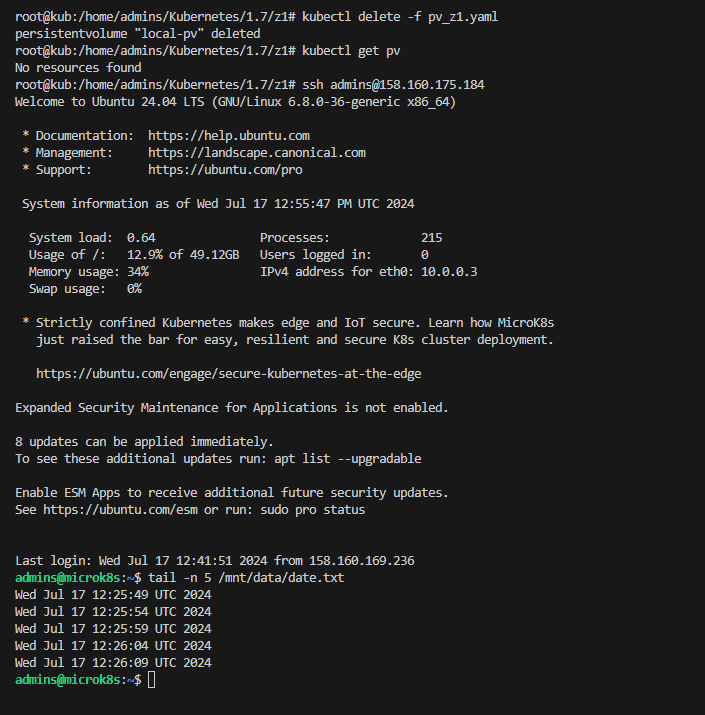 root@kub:/home/admins/Kubernetes/1.7/z1# kubectl delete -f pv_z1.yaml
persistentvolume "local-pv" deleted
root@kub:/home/admins/Kubernetes/1.7/z1# kubectl get pv
No resources found
root@kub:/home/admins/Kubernetes/1.7/z1# ssh admins@158.160.175.184
Welcome to Ubuntu 24.04 LTS (GNU/Linux 6.8.0-36-generic x86_64)

 * Documentation:  https://help.ubuntu.com
 * Management:     https://landscape.canonical.com
 * Support:        https://ubuntu.com/pro

 System information as of Wed Jul 17 12:55:47 PM UTC 2024

  System load:  0.64               Processes:             215
  Usage of /:   12.9% of 49.12GB   Users logged in:       0
  Memory usage: 34%                IPv4 address for eth0: 10.0.0.3
  Swap usage:   0%

 * Strictly confined Kubernetes makes edge and IoT secure. Learn how MicroK8s
   just raised the bar for easy, resilient and secure K8s cluster deployment.

   https://ubuntu.com/engage/secure-kubernetes-at-the-edge

Expanded Security Maintenance for Applications is not enabled.

8 updates can be applied immediately.
To see these additional updates run: apt list --upgradable

Enable ESM Apps to receive additional future security updates.
See https://ubuntu.com/esm or run: sudo pro status


Last login: Wed Jul 17 12:41:51 2024 from 158.160.169.236
admins@microk8s:~$ tail -n 5 /mnt/data/date.txt
Wed Jul 17 12:25:49 UTC 2024
Wed Jul 17 12:25:54 UTC 2024
Wed Jul 17 12:25:59 UTC 2024
Wed Jul 17 12:26:04 UTC 2024
Wed Jul 17 12:26:09 UTC 2024
admins@microk8s:~$